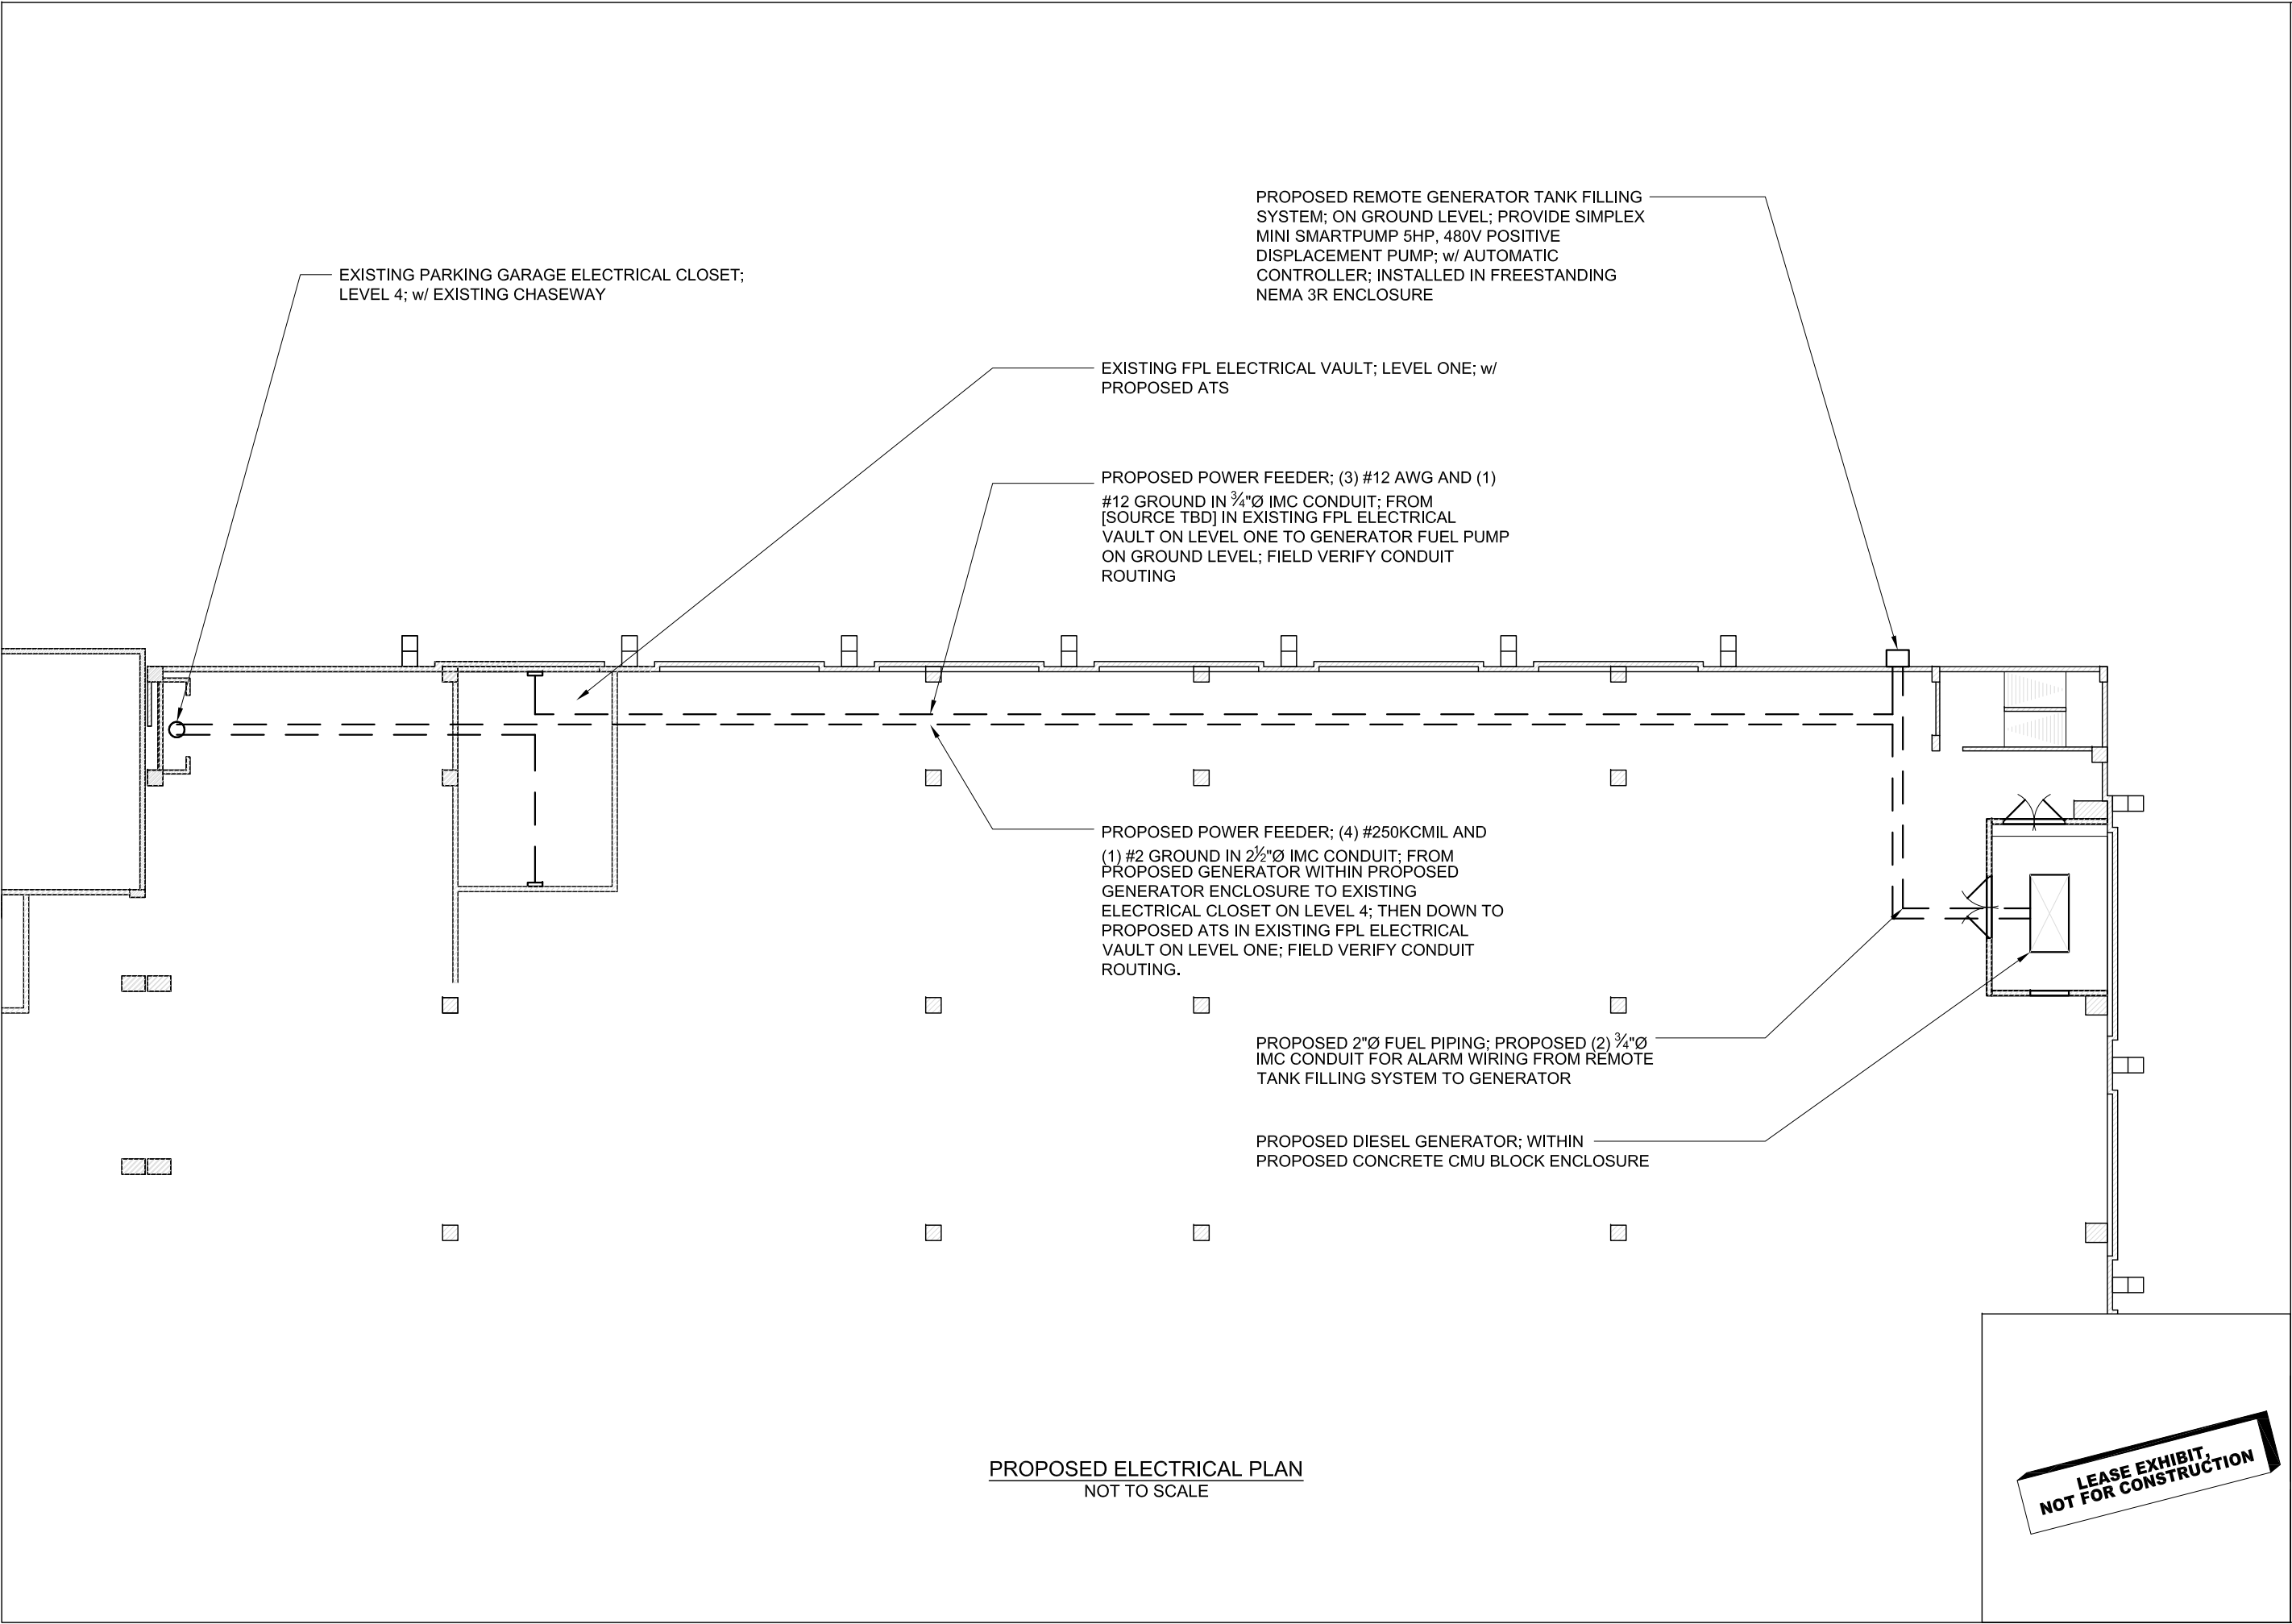 PROPOSED REMOTE GENERATOR TANK FILLING
SYSTEM; ON GROUND LEVEL; PROVIDE SIMPLEX
MINI SMARTPUMP 5HP, 480V POSITIVE
DISPLACEMENT PUMP; w/ AUTOMATIC
CONTROLLER; INSTALLED IN FREESTANDING
NEMA 3R ENCLOSURE
EXISTING PARKING GARAGE ELECTRICAL CLOSET;
LEVEL 4; w/ EXISTING CHASEWAY
EXISTING FPL ELECTRICAL VAULT; LEVEL ONE; w/
PROPOSED ATS
PROPOSED POWER FEEDER; (3) #12 AWG AND (1)
#12 GROUND IN ¾"Ø IMC CONDUIT; FROM
[SOURCE TBD] IN EXISTING FPL ELECTRICAL
VAULT ON LEVEL ONE TO GENERATOR FUEL PUMP
ON GROUND LEVEL; FIELD VERIFY CONDUIT
ROUTING
PROPOSED POWER FEEDER; (4) #250KCMIL AND
(1) #2 GROUND IN 2½"Ø IMC CONDUIT; FROM
PROPOSED GENERATOR WITHIN PROPOSED
GENERATOR ENCLOSURE TO EXISTING
ELECTRICAL CLOSET ON LEVEL 4; THEN DOWN TO
PROPOSED ATS IN EXISTING FPL ELECTRICAL
VAULT ON LEVEL ONE; FIELD VERIFY CONDUIT
ROUTING.
PROPOSED 2"Ø FUEL PIPING; PROPOSED (2) ¾"Ø
IMC CONDUIT FOR ALARM WIRING FROM REMOTE
TANK FILLING SYSTEM TO GENERATOR
PROPOSED DIESEL GENERATOR; WITHIN
PROPOSED CONCRETE CMU BLOCK ENCLOSURE
PROPOSED ELECTRICAL PLAN
NOT TO SCALE
LEASE EXHIBIT,
NOT FOR CONSTRUCTION